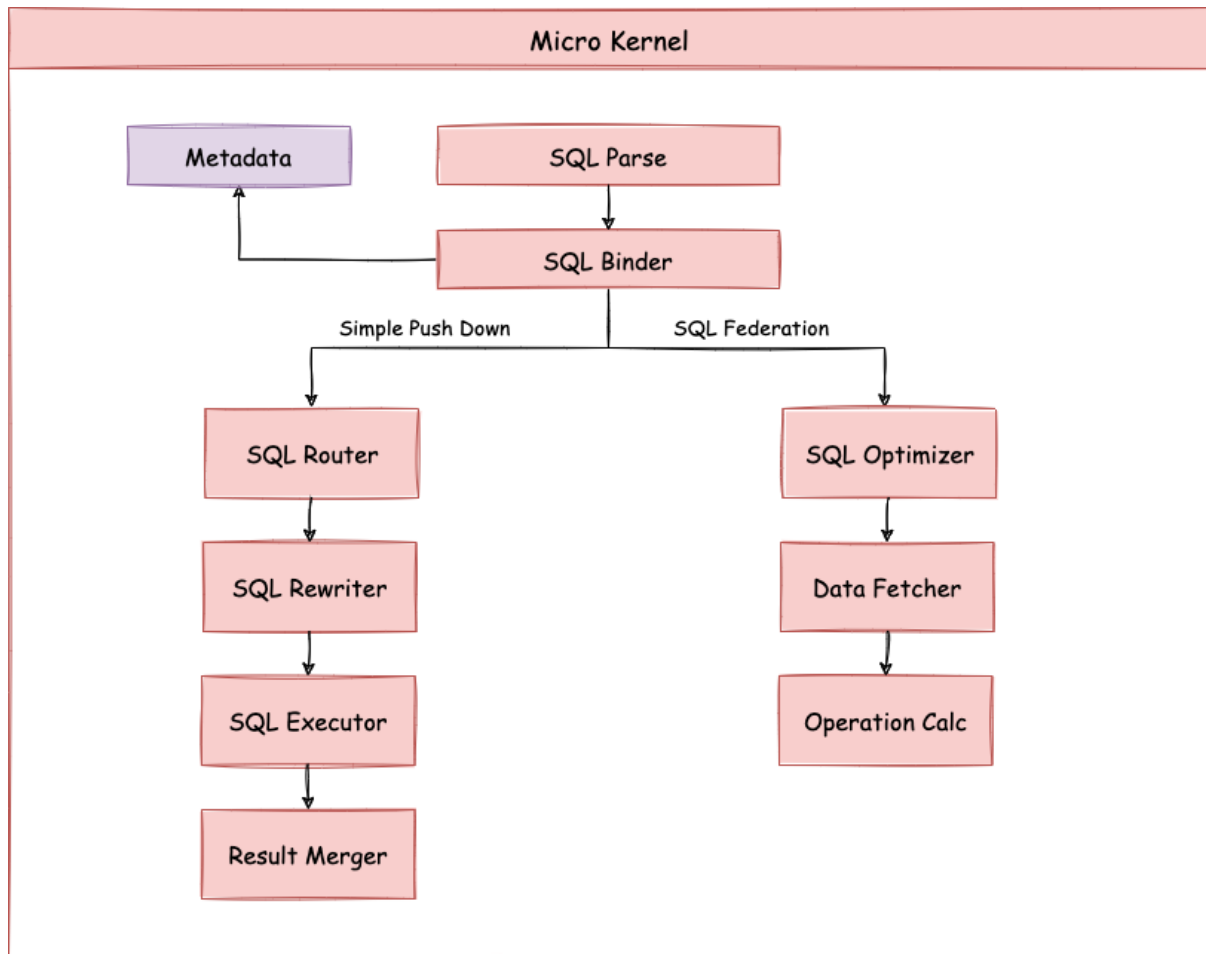 Micro Kernel
Metadata
SQL Parse
SQL Binder
Simple Push Down
SQL Federation
SQL Router
SQL Optimizer
SQL Rewriter
Data Fetcher
SQL Executor
Operation Calc
Result Merger